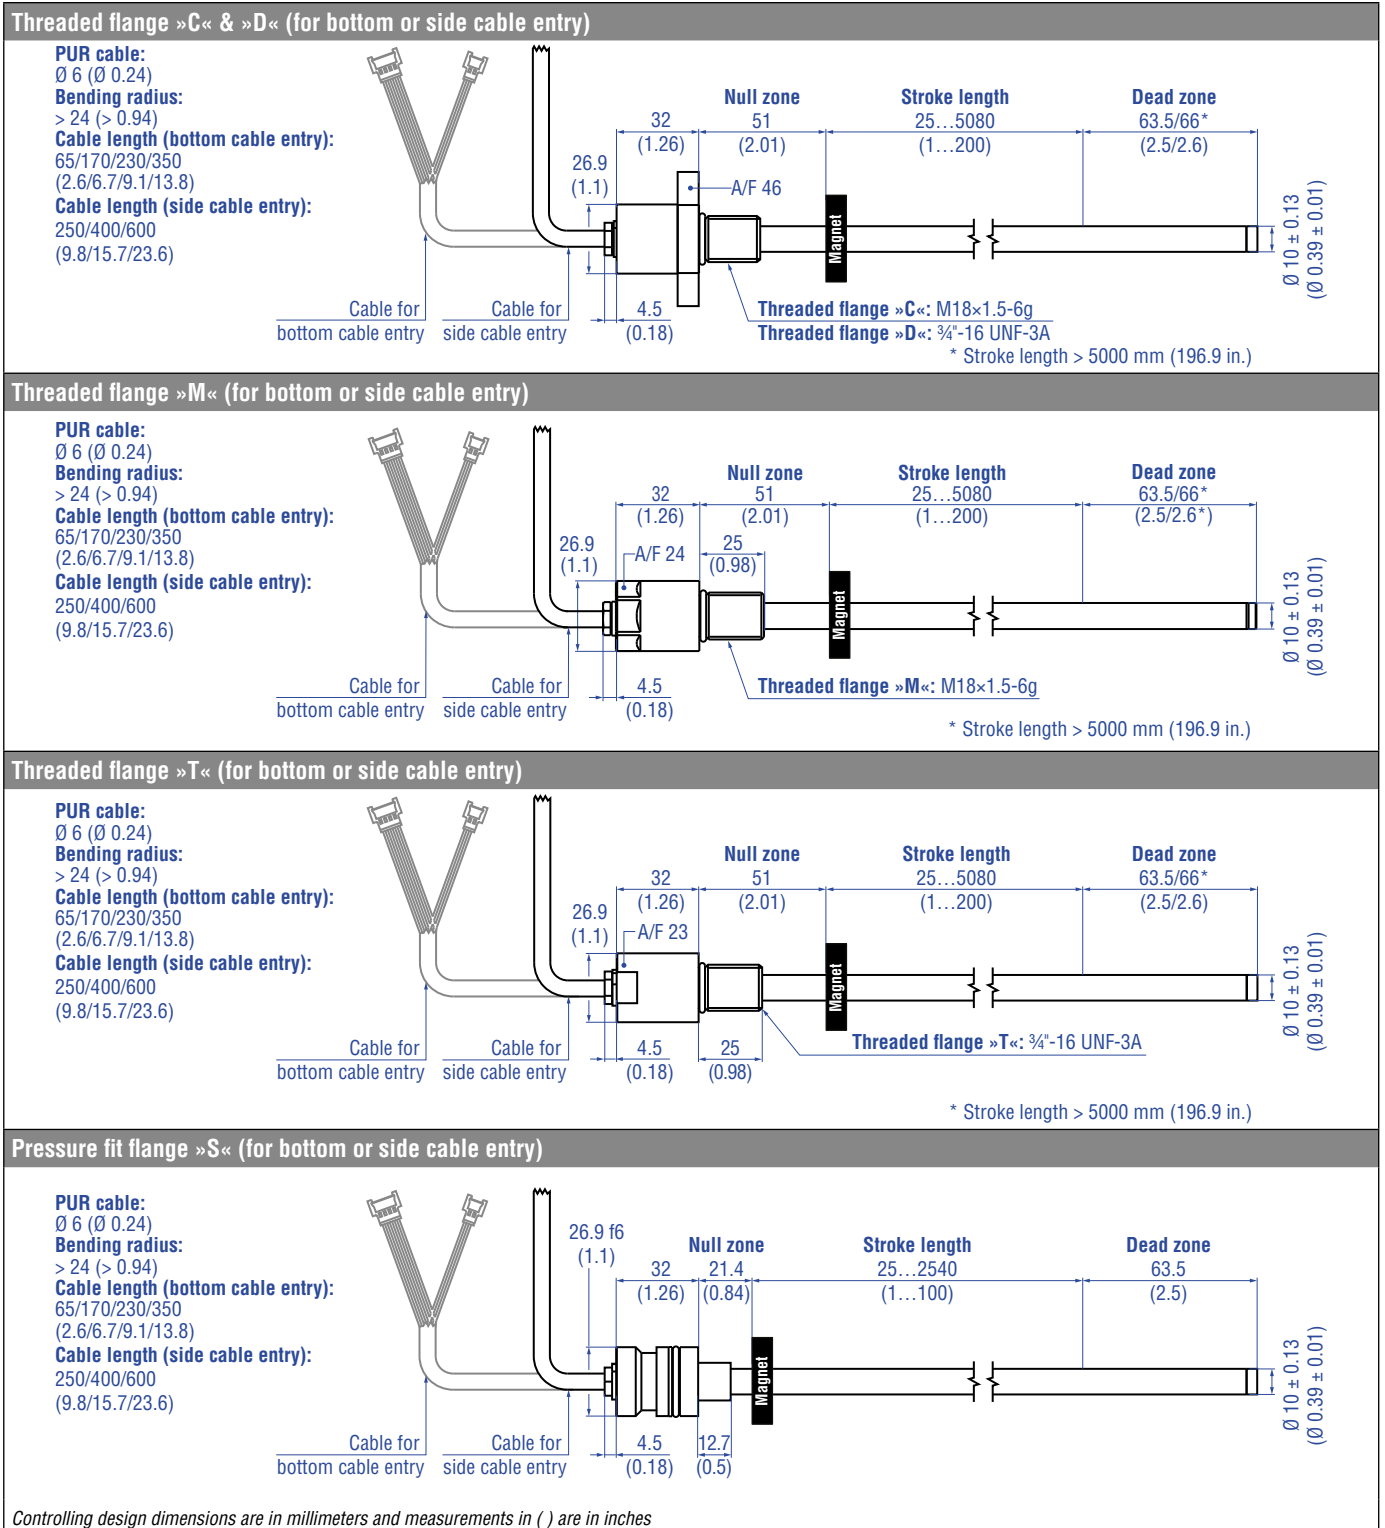 Threaded flange »C« & »D« (for bottom or side cable entry)
PUR cable:
Ø 6 (Ø 0.24)
Bending radius:
> 24 (> 0.94)
Cable length (bottom cable entry):
65/170/230/350
(2.6/6.7/9.1/13.8)
Cable length (side cable entry):
250/400/600
(9.8/15.7/23.6)
Null zone Stroke length Dead zone
32 51 25…5080 63.5/66*
(1.26) (2.01) (1…200) (2.5/2.6)
26.9
(1.1)
A/F 46
Magnet
Ø 10 ± 0.13
(Ø 0.39 ± 0.01)
Cable for
bottom cable entry
Cable for
side cable entry
4.5
(0.18)
Threaded flange »C«: M18×1.5-6g
Threaded flange »D«: ¾"-16 UNF-3A
* Stroke length > 5000 mm (196.9 in.)
Threaded flange »M« (for bottom or side cable entry)
PUR cable:
Ø 6 (Ø 0.24)
Bending radius:
> 24 (> 0.94)
Cable length (bottom cable entry):
65/170/230/350
(2.6/6.7/9.1/13.8)
Cable length (side cable entry):
250/400/600
(9.8/15.7/23.6)
Null zone Stroke length Dead zone
32 51 25…5080 63.5/66*
(1.26) (2.01) (1…200) (2.5/2.6*)
26.9
(1.1)
A/F 24
25
(0.98)
Magnet
Ø 10 ± 0.13
(Ø 0.39 ± 0.01)
Cable for
bottom cable entry
Cable for
side cable entry
4.5
(0.18)
Threaded flange »M«: M18×1.5-6g
* Stroke length > 5000 mm (196.9 in.)
Threaded flange »T« (for bottom or side cable entry)
PUR cable:
Ø 6 (Ø 0.24)
Bending radius:
> 24 (> 0.94)
Cable length (bottom cable entry):
65/170/230/350
(2.6/6.7/9.1/13.8)
Cable length (side cable entry):
250/400/600
(9.8/15.7/23.6)
Null zone Stroke length Dead zone
32 51 25…5080 63.5/66*
(1.26) (2.01) (1…200) (2.5/2.6)
26.9
(1.1)
A/F 23
Magnet
Ø 10 ± 0.13
(Ø 0.39 ± 0.01)
Threaded flange »T«: ¾"-16 UNF-3A
Cable for
bottom cable entry
Cable for
side cable entry
4.5
(0.18)
25
(0.98)
* Stroke length > 5000 mm (196.9 in.)
Pressure fit flange »S« (for bottom or side cable entry)
PUR cable:
Ø 6 (Ø 0.24)
Bending radius:
> 24 (> 0.94)
Cable length (bottom cable entry):
65/170/230/350
(2.6/6.7/9.1/13.8)
Cable length (side cable entry):
250/400/600
(9.8/15.7/23.6)
26.9 f6
(1.1)
Null zone Stroke length Dead zone
32 21.4 25…2540 63.5
(1.26) (0.84) (1…100) (2.5)
Magnet
Ø 10 ± 0.13
(Ø 0.39 ± 0.01)
Cable for
bottom cable entry
Cable for
side cable entry
4.5
(0.18)
12.7
(0.5)
Controlling design dimensions are in millimeters and measurements in ( ) are in inches